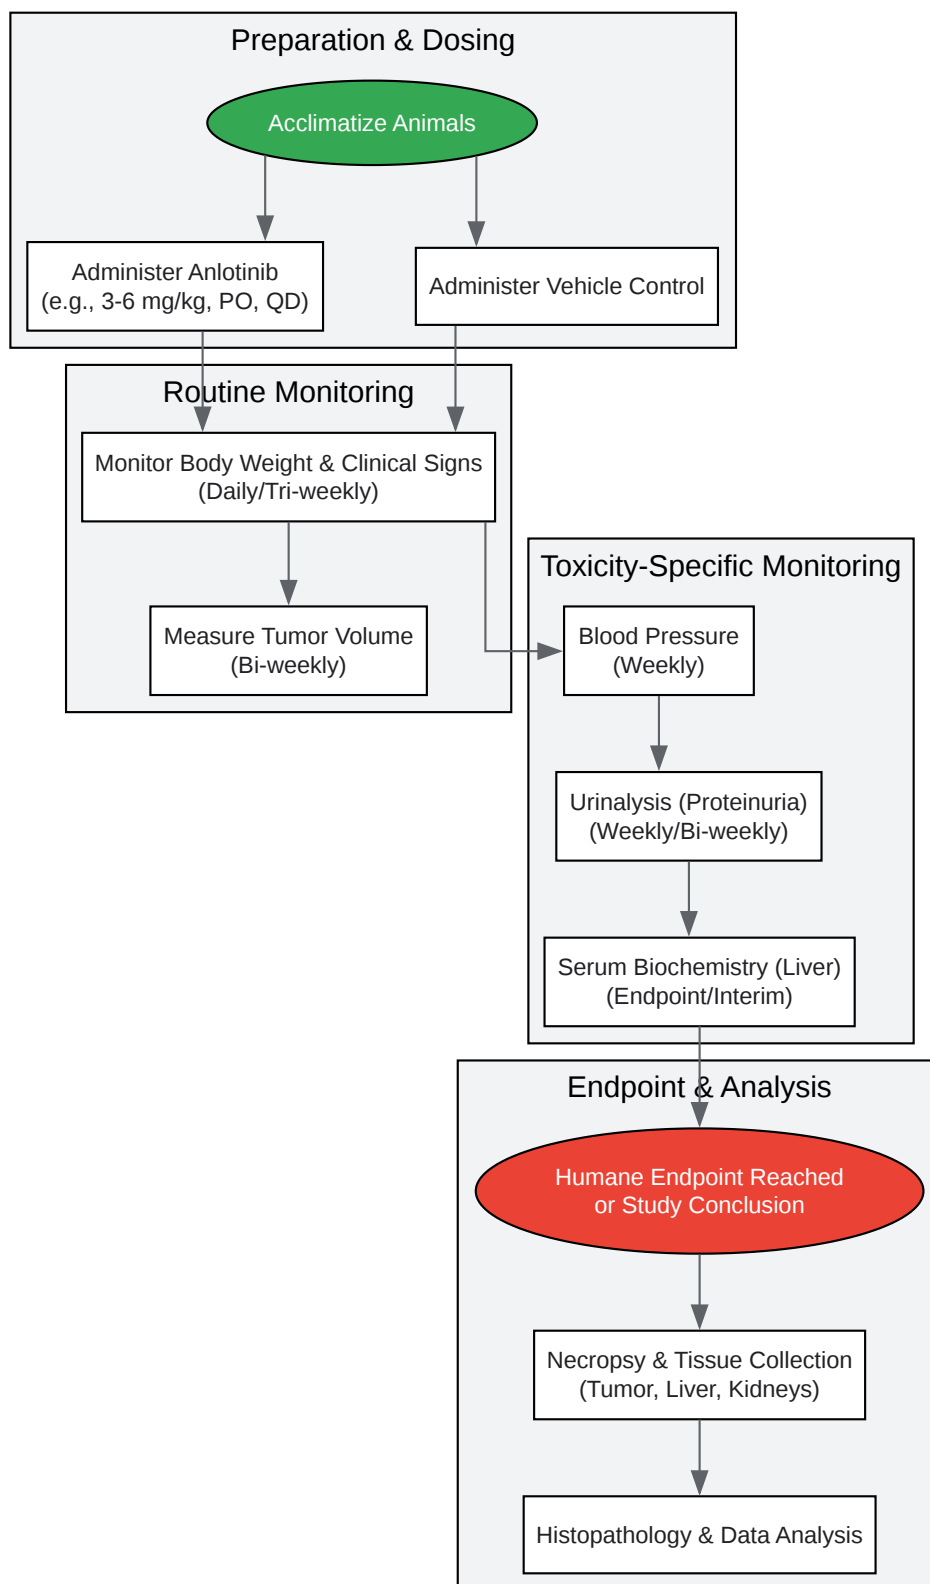 Preparation & Dosing
Acclimatize Animals
Administer Anlotinib
(e.g., 3-6 mg/kg, PO, QD)
Administer Vehicle Control
Routine Monitoring
Monitor Body Weight & Clinical Signs
(Daily/Tri-weekly)
Measure Tumor Volume
(Bi-weekly)
Toxicity-Specific Monitoring
Blood Pressure
(Weekly)
Urinalysis (Proteinuria)
(Weekly/Bi-weekly)
Serum Biochemistry (Liver)
(Endpoint/Interim)
Endpoint & Analysis
Humane Endpoint Reached
or Study Conclusion
Necropsy & Tissue Collection
(Tumor, Liver, Kidneys)
Histopathology & Data Analysis